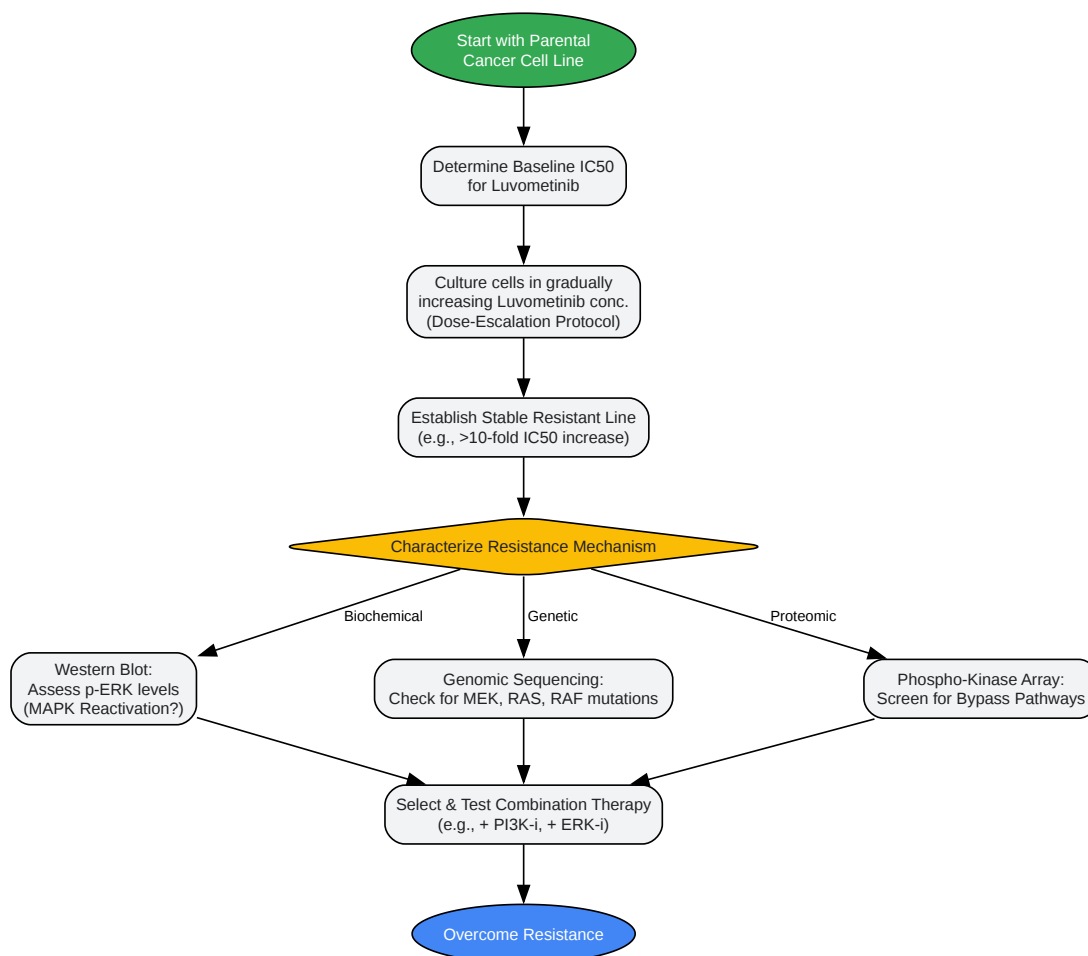 Start with Parental
Cancer Cell Line
Determine Baseline IC50
for Luvometinib
Culture cells in gradually
increasing Luvometinib conc.
(Dose-Escalation Protocol)
Establish Stable Resistant Line
(e.g., >10-fold IC50 increase)
Characterize Resistance Mechanism
Biochemical
Genetic
Proteomic
Western Blot:
Assess p-ERK levels
(MAPK Reactivation?)
Genomic Sequencing:
Check for MEK, RAS, RAF mutations
Phospho-Kinase Array:
Screen for Bypass Pathways
Select & Test Combination Therapy
(e.g., + PI3K-i, + ERK-i)
Overcome Resistance